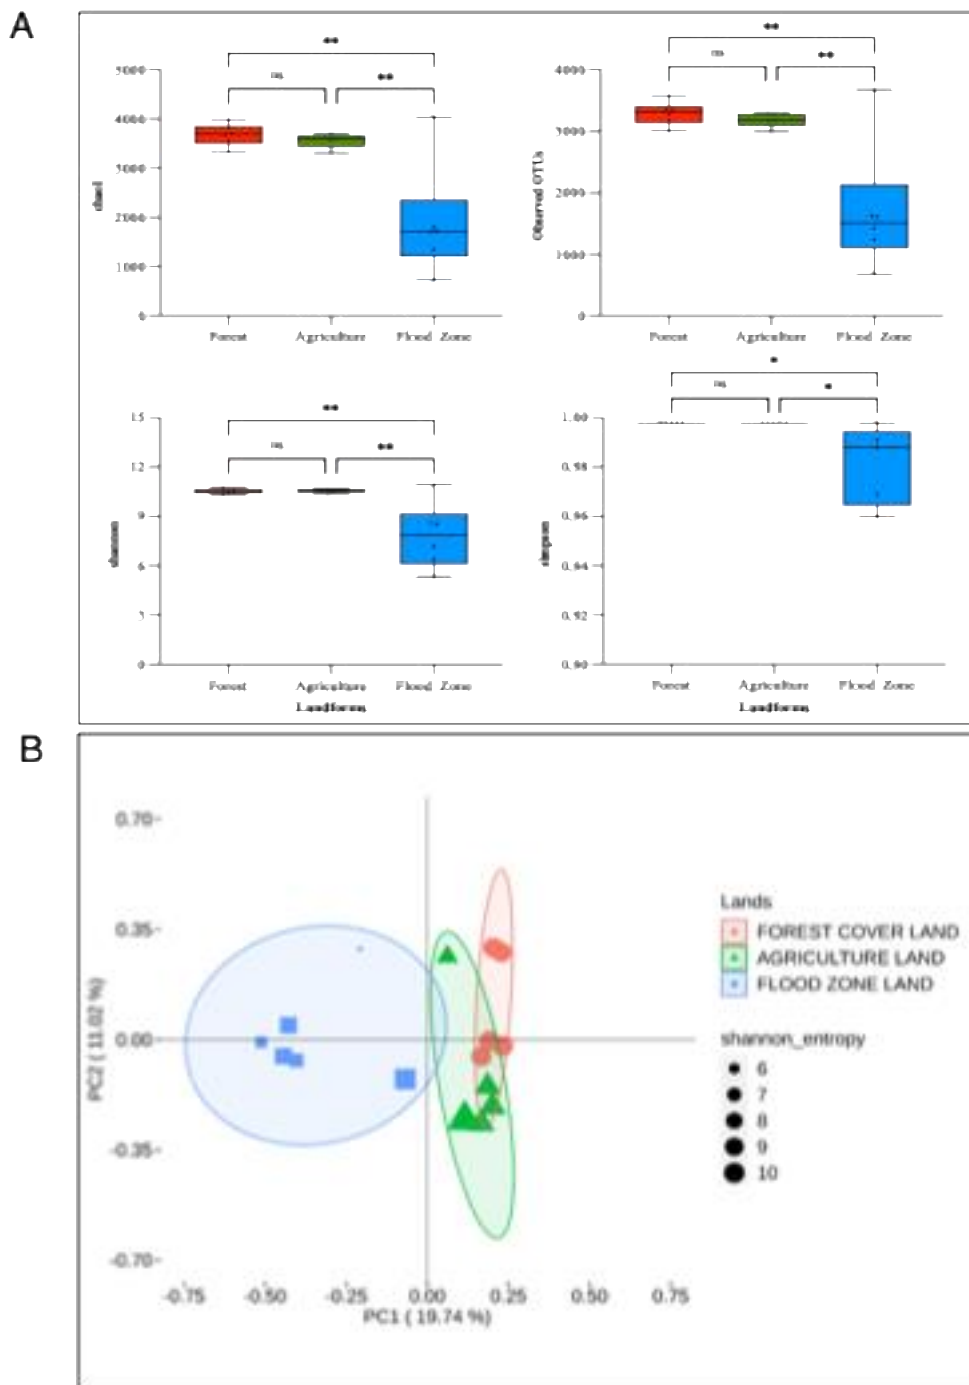 A
**
ns
**
5000
4000
3000
2000
1000
0
chao1
Forest
Agriculture
Flood Zone
**
ns
**
4000
3000
2000
1000
0
Observed OTUs
Forest
Agriculture
Flood Zone
**
ns
**
15
12
9
6
3
0
shannon
Forest
Agriculture
Flood Zone
Landforms
*
ns
*
1.00
0.98
0.96
0.94
0.92
0.90
simpson
Forest
Agriculture
Flood Zone
Landforms
B
0.70
0.35
0.00
-0.35
-0.70
PC2 ( 11.02 %)
-0.75
-0.50
-0.25
0.00
0.25
0.50
0.75
PC1 ( 19.74 %)
Lands
FOREST COVER LAND
AGRICULTURE LAND
FLOOD ZONE LAND
shannon_entropy
6
7
8
9
10